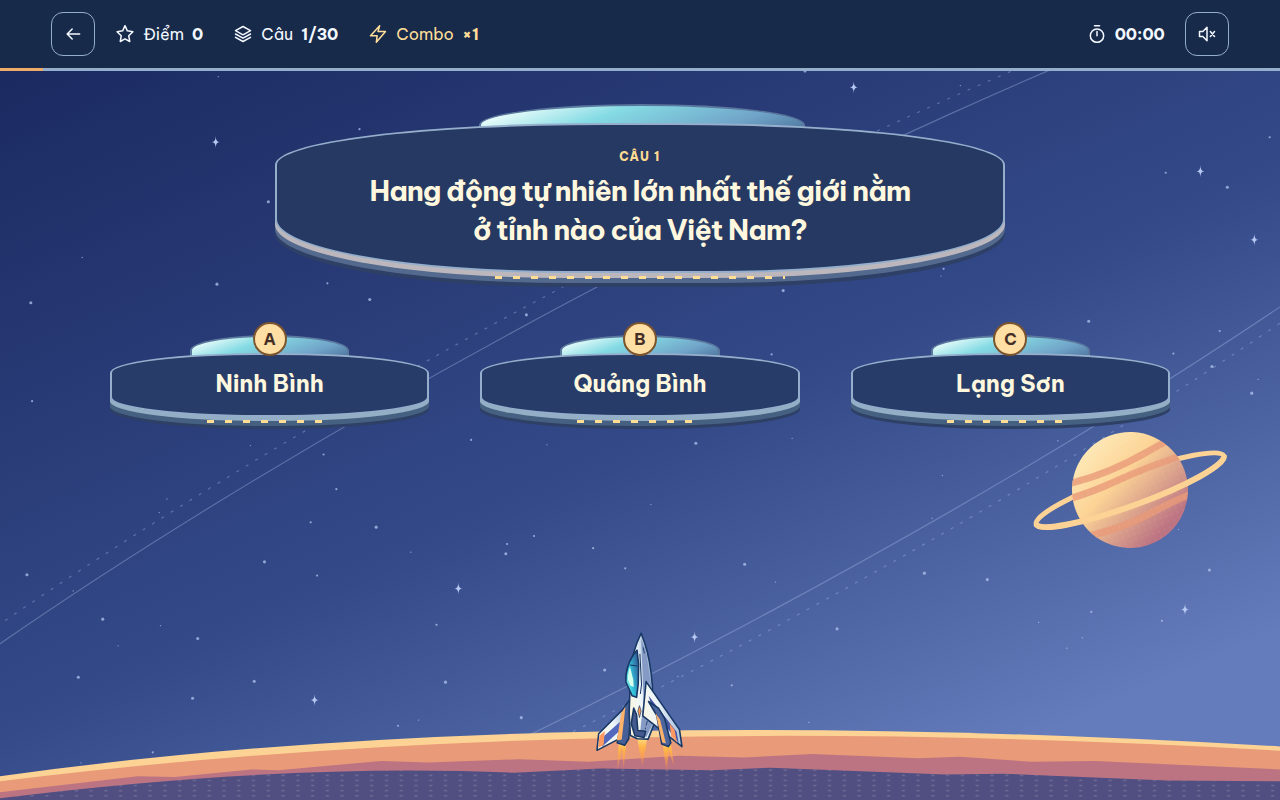 Điểm 0 Câu 1/30 Combo ×1 00:00
CÂU 1
Hang động tự nhiên lớn nhất thế giới nằm
ở tỉnh nào của Việt Nam?
A B C
Ninh Bình Quảng Bình Lạng Sơn